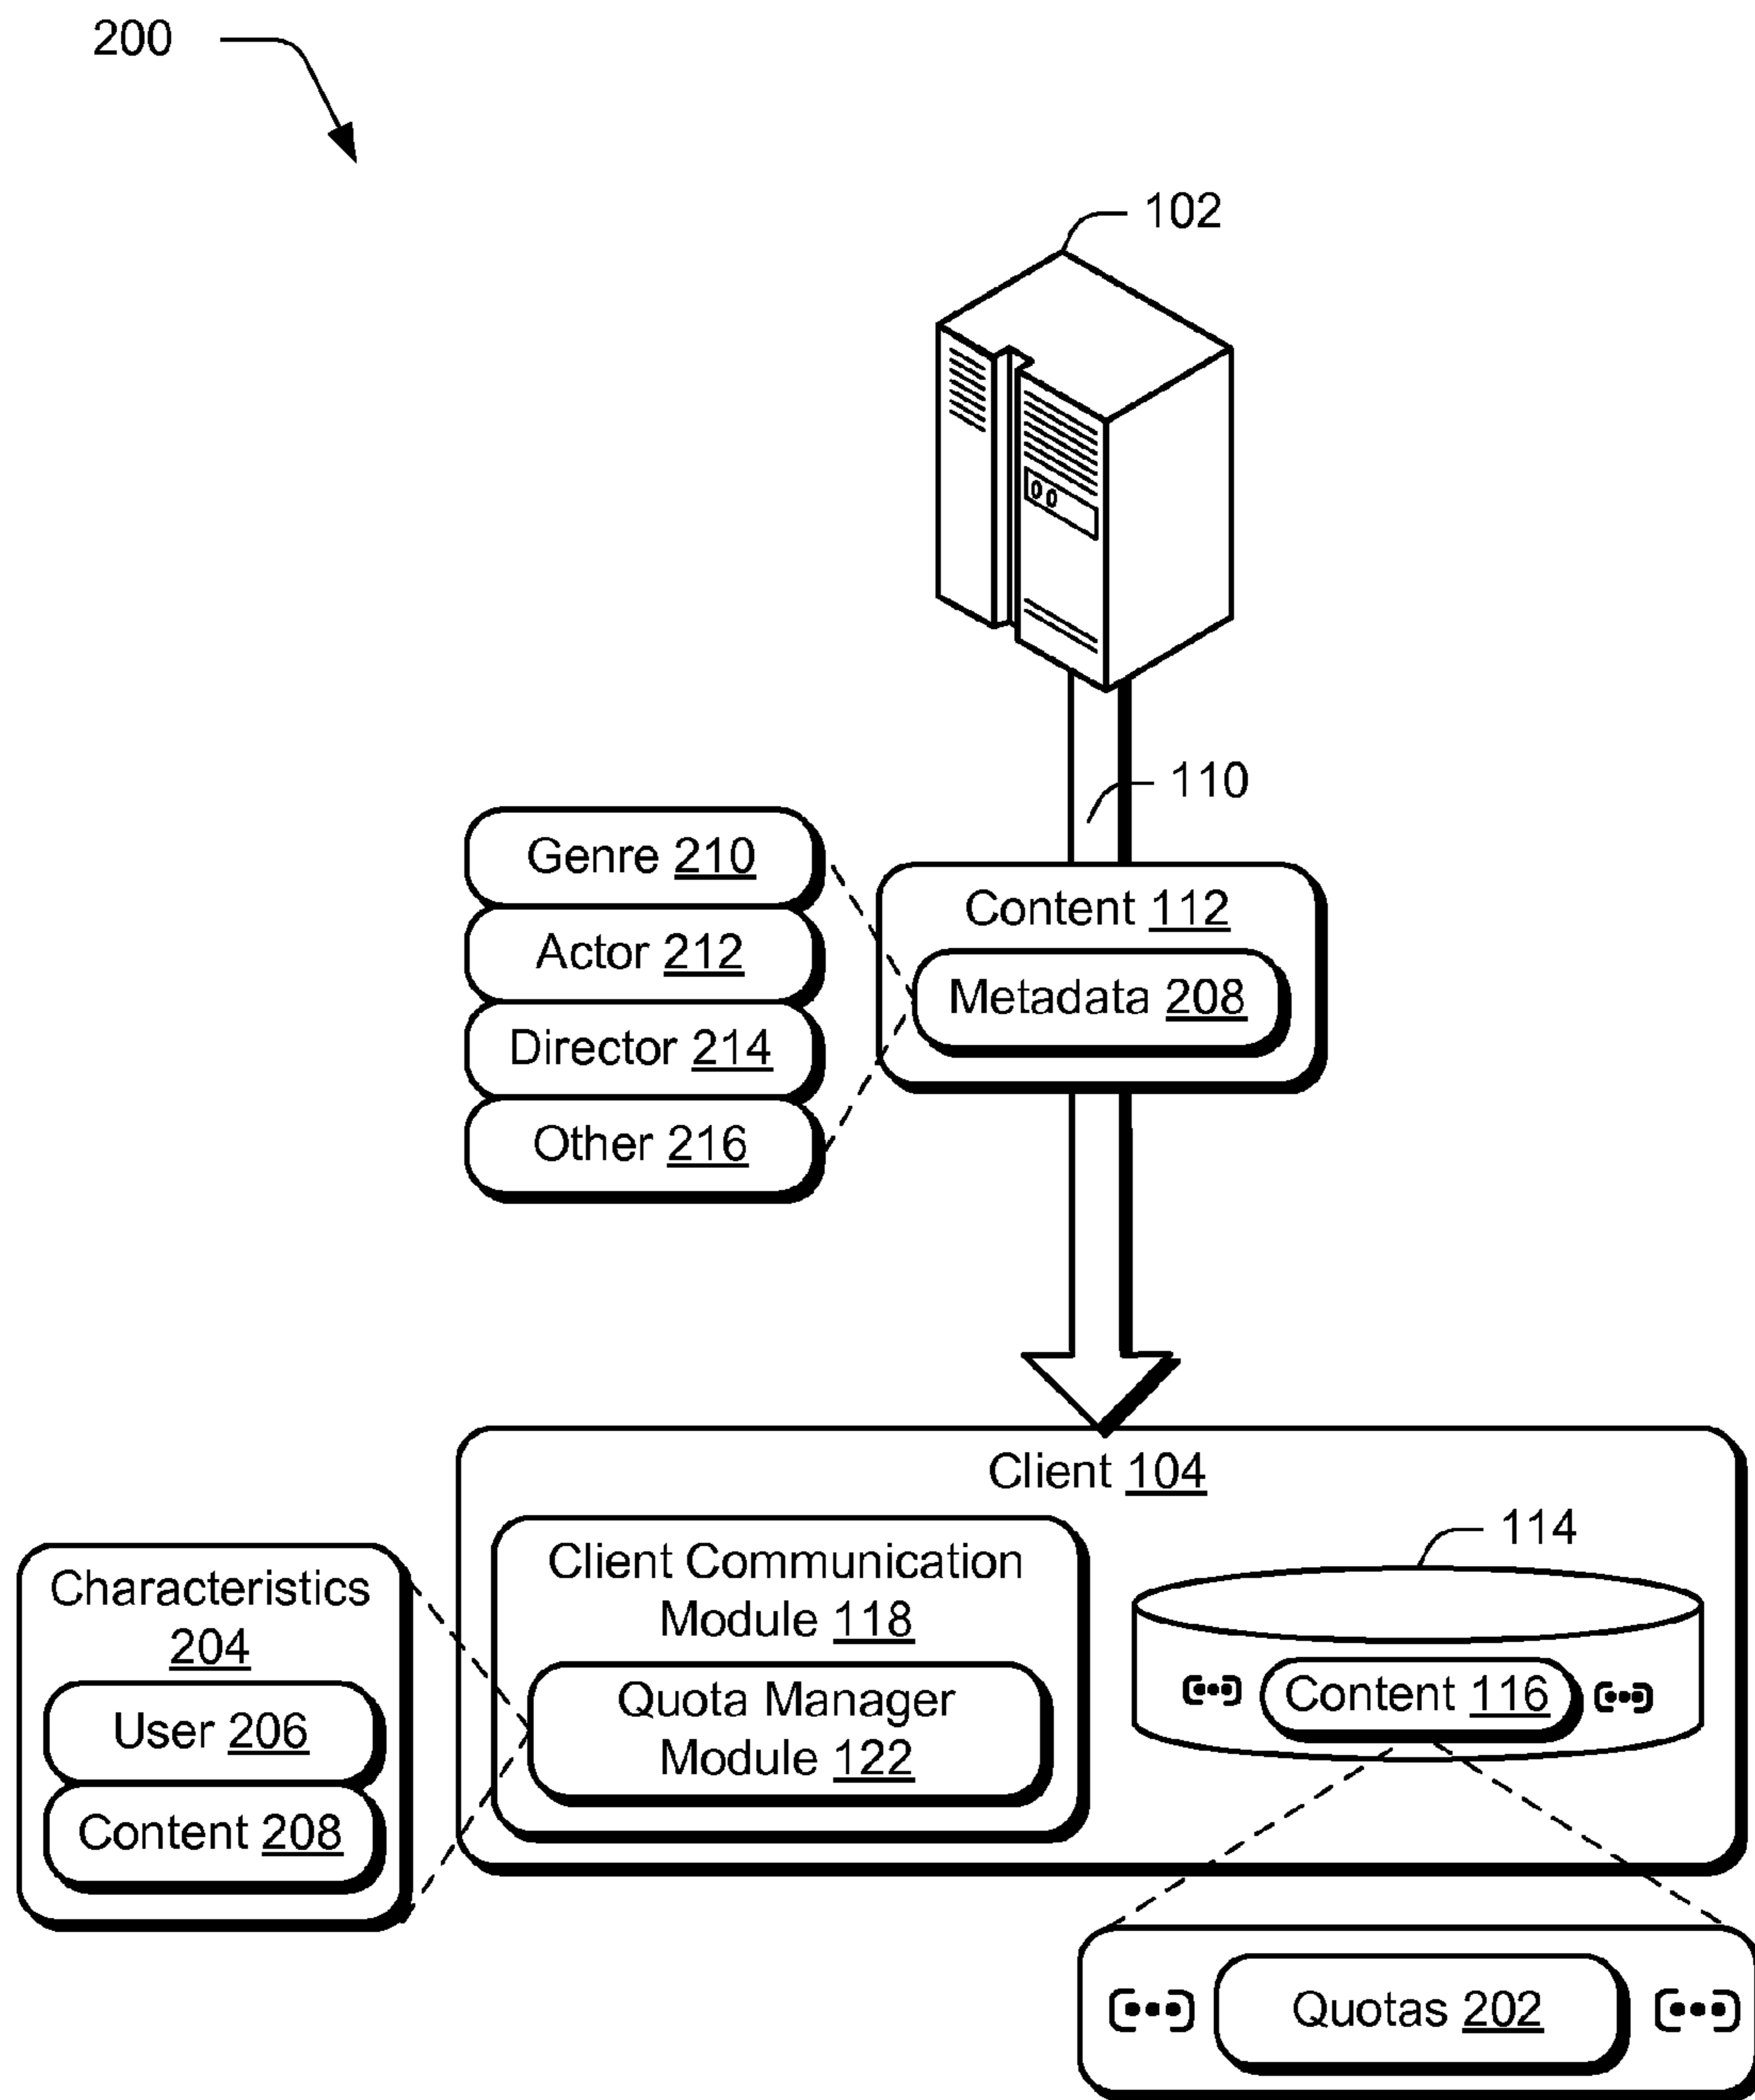 200
102
110
Genre 210
Actor 212
Director 214
Other 216
Content 112
Metadata 208
Client 104
Client Communication
Module 118
Quota Manager
Module 122
114
Content 116
Characteristics
204
User 206
Content 208
Quotas 202